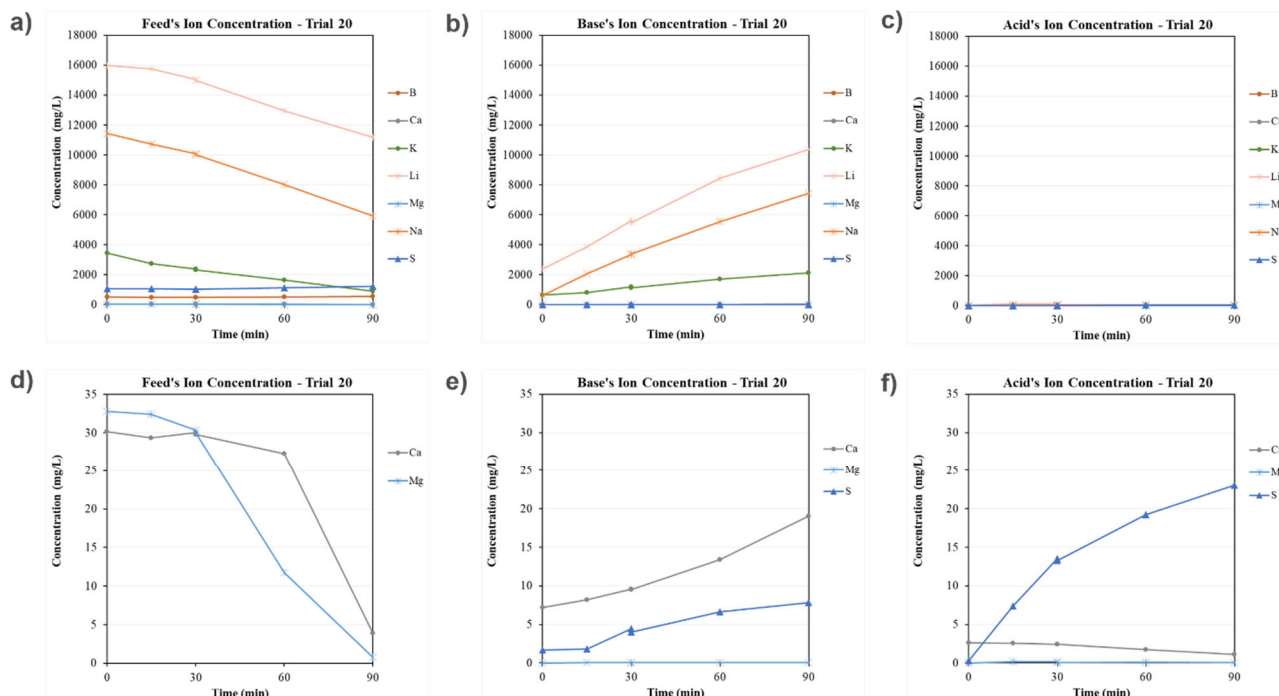 a)
Feed's Ion Concentration - Trial 20
Concentration (mg/L)
18000
16000
14000
12000
10000
8000
6000
4000
2000
0
0 30 60 90
Time (min)
B
Ca
K
Li
Mg
Na
S
b)
Base's Ion Concentration - Trial 20
Concentration (mg/L)
18000
16000
14000
12000
10000
8000
6000
4000
2000
0
0 30 60 90
Time (min)
B
Ca
K
Li
Mg
Na
S
c)
Acid's Ion Concentration - Trial 20
Concentration (mg/L)
18000
16000
14000
12000
10000
8000
6000
4000
2000
0
0 30 60 90
Time (min)
B
C
K
Li
M
N
S
d)
Feed's Ion Concentration - Trial 20
Concentration (mg/L)
35
30
25
20
15
10
5
0
0 30 60 90
Time (min)
Ca
Mg
e)
Base's Ion Concentration - Trial 20
Concentration (mg/L)
35
30
25
20
15
10
5
0
0 30 60 90
Time (min)
Ca
Mg
S
f)
Acid's Ion Concentration - Trial 20
Concentration (mg/L)
35
30
25
20
15
10
5
0
0 30 60 90
Time (min)
C
M
S